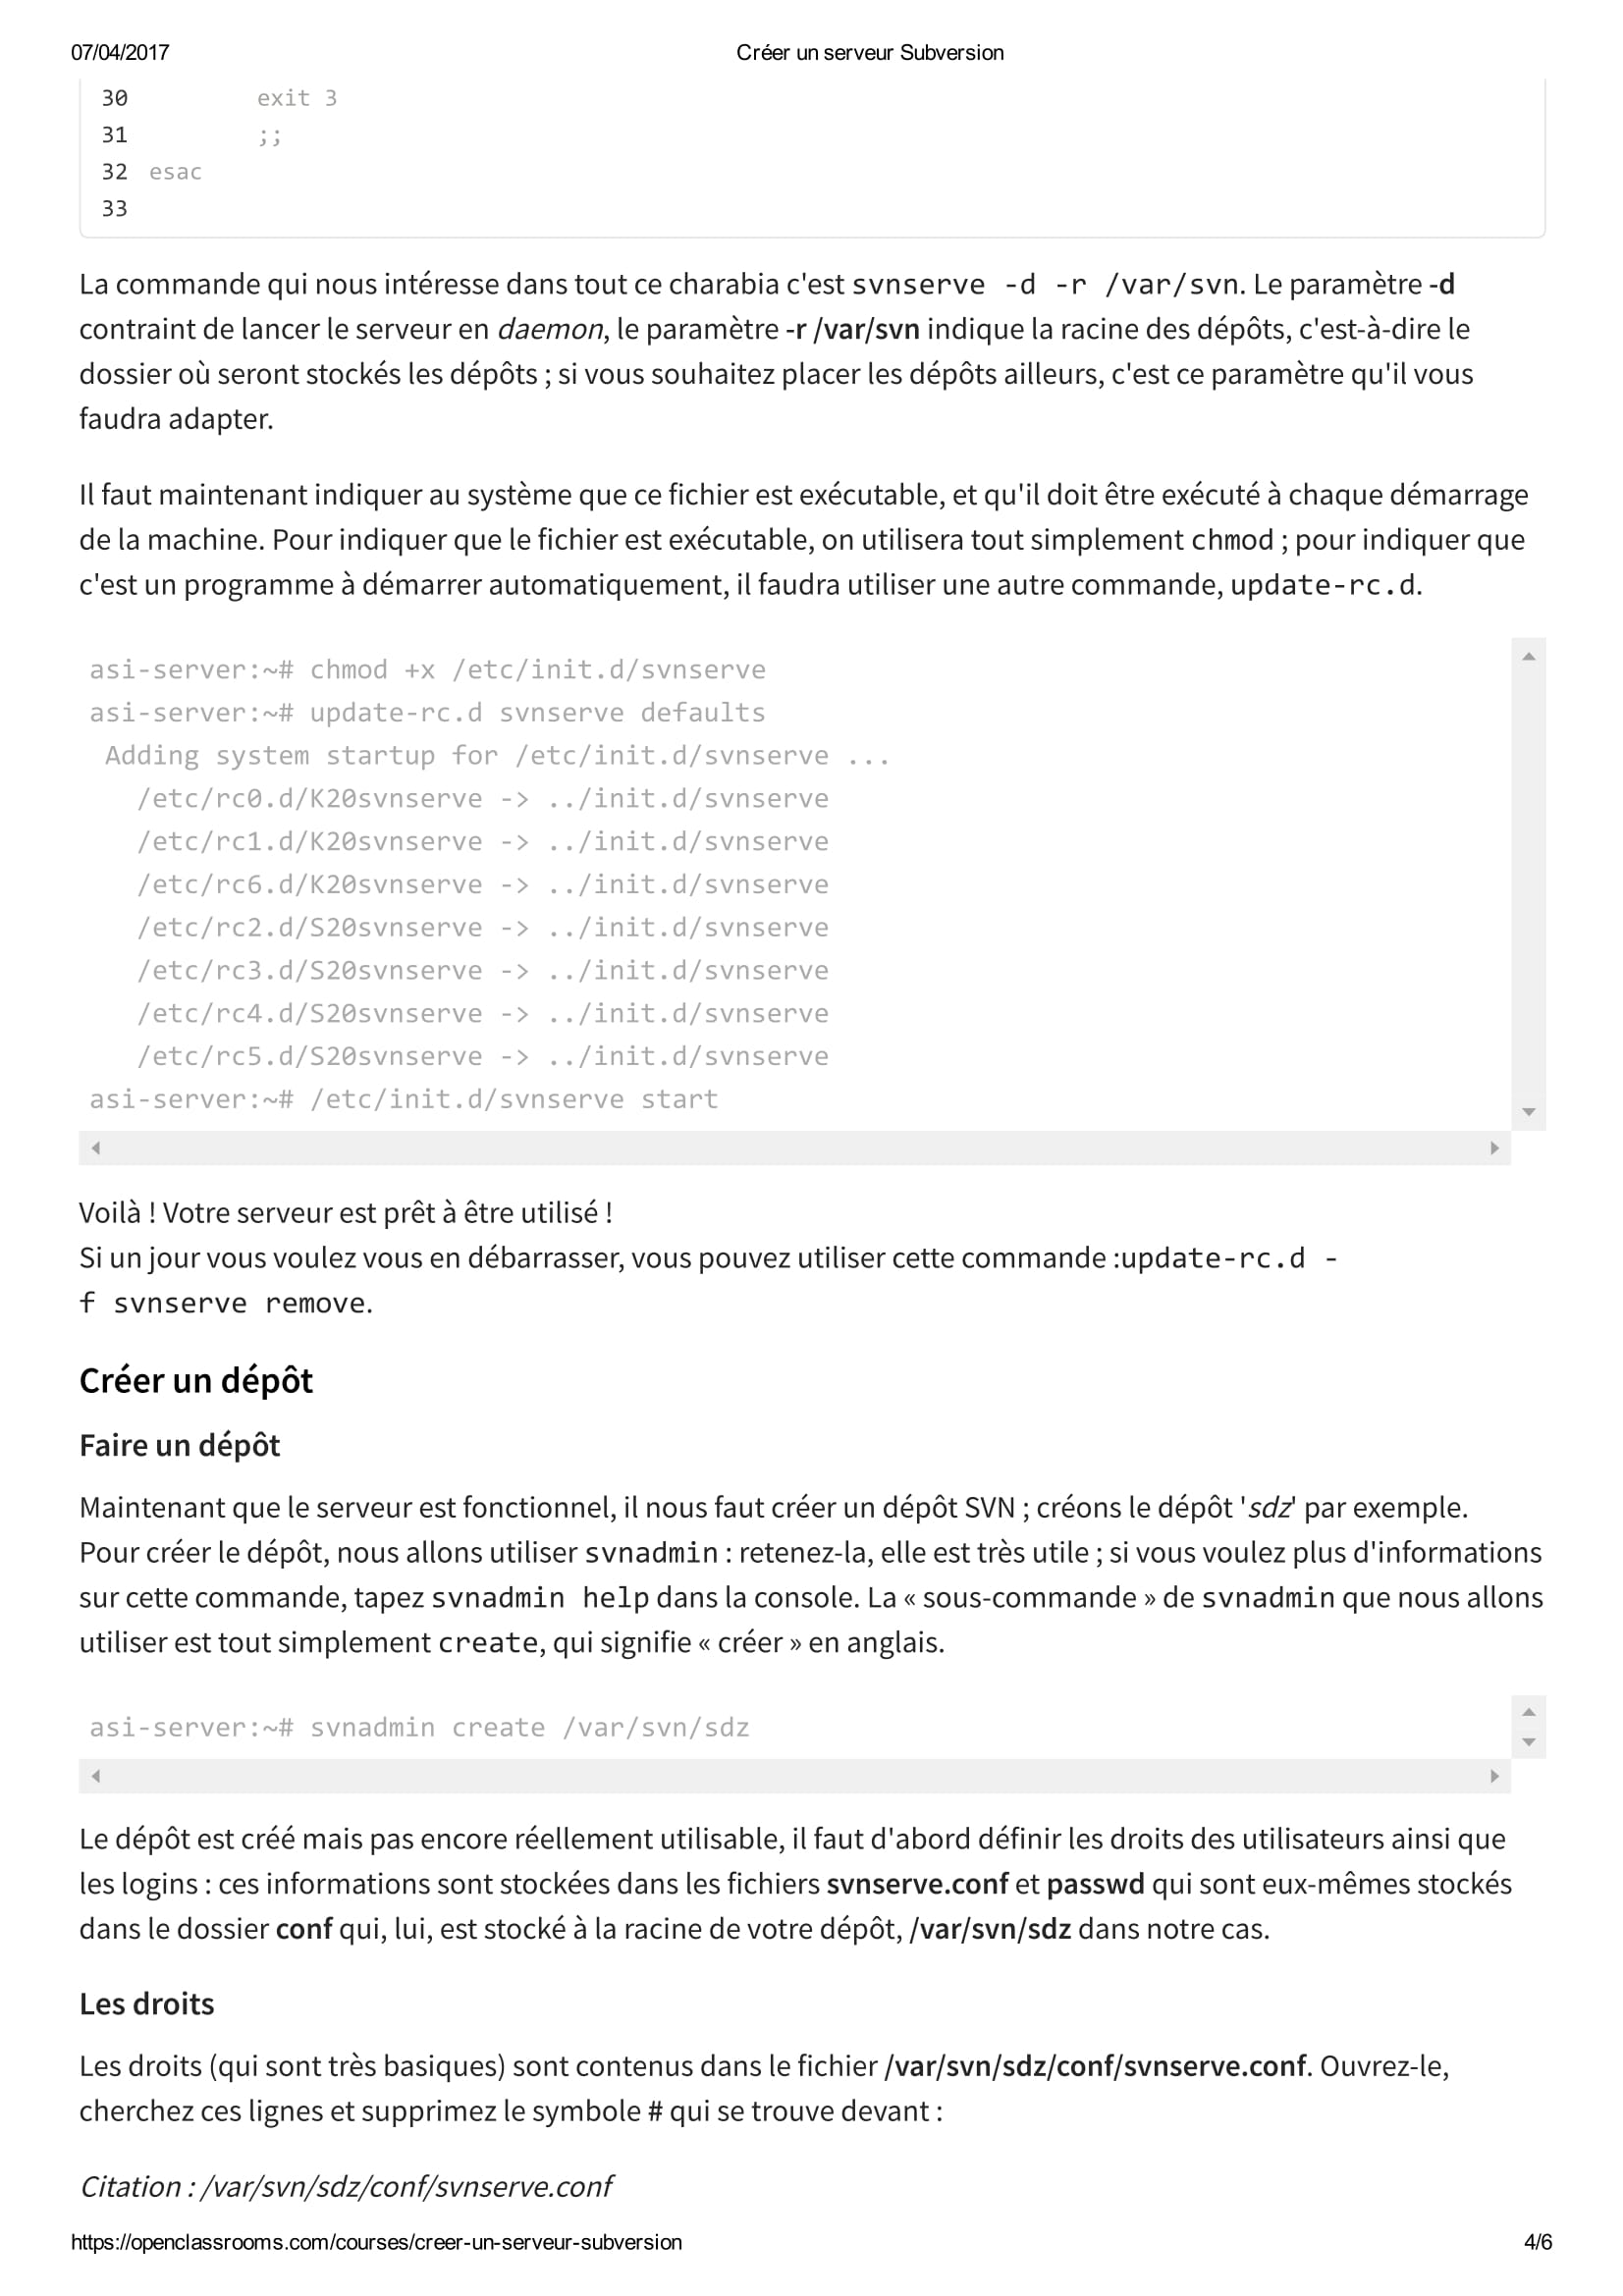 07/04/2017
Créer un serveur Subversion
30 exit 3
31 ;;
32 esac
33
La commande qui nous intéresse dans tout ce charabia c'est svnserve -d -r /var/svn. Le paramètre -d
contraint de lancer le serveur en daemon, le paramètre -r /var/svn indique la racine des dépôts, c'est-à-dire le
dossier où seront stockés les dépôts ; si vous souhaitez placer les dépôts ailleurs, c'est ce paramètre qu'il vous
faudra adapter.
Il faut maintenant indiquer au système que ce fichier est exécutable, et qu'il doit être exécuté à chaque démarrage
de la machine. Pour indiquer que le fichier est exécutable, on utilisera tout simplement chmod ; pour indiquer que
c'est un programme à démarrer automatiquement, il faudra utiliser une autre commande, update-rc.d.
asi-server:~# chmod +x /etc/init.d/svnserve
asi-server:~# update-rc.d svnserve defaults
Adding system startup for /etc/init.d/svnserve ...
/etc/rc0.d/K20svnserve -> ../init.d/svnserve
/etc/rc1.d/K20svnserve -> ../init.d/svnserve
/etc/rc6.d/K20svnserve -> ../init.d/svnserve
/etc/rc2.d/S20svnserve -> ../init.d/svnserve
/etc/rc3.d/S20svnserve -> ../init.d/svnserve
/etc/rc4.d/S20svnserve -> ../init.d/svnserve
/etc/rc5.d/S20svnserve -> ../init.d/svnserve
asi-server:~# /etc/init.d/svnserve start
Voilà ! Votre serveur est prêt à être utilisé !
Si un jour vous voulez vous en débarrasser, vous pouvez utiliser cette commande :update-rc.d -
f svnserve remove.
Créer un dépôt
Faire un dépôt
Maintenant que le serveur est fonctionnel, il nous faut créer un dépôt SVN ; créons le dépôt 'sdz' par exemple.
Pour créer le dépôt, nous allons utiliser svnadmin : retenez-la, elle est très utile ; si vous voulez plus d'informations
sur cette commande, tapez svnadmin help dans la console. La « sous-commande » de svnadmin que nous allons
utiliser est tout simplement create, qui signifie « créer » en anglais.
asi-server:~# svnadmin create /var/svn/sdz
Le dépôt est créé mais pas encore réellement utilisable, il faut d'abord définir les droits des utilisateurs ainsi que
les logins : ces informations sont stockées dans les fichiers svnserve.conf et passwd qui sont eux-mêmes stockés
dans le dossier conf qui, lui, est stocké à la racine de votre dépôt, /var/svn/sdz dans notre cas.
Les droits
Les droits (qui sont très basiques) sont contenus dans le fichier /var/svn/sdz/conf/svnserve.conf. Ouvrez-le,
cherchez ces lignes et supprimez le symbole # qui se trouve devant :
Citation : /var/svn/sdz/conf/svnserve.conf
https://openclassrooms.com/courses/creer-un-serveur-subversion
4/6